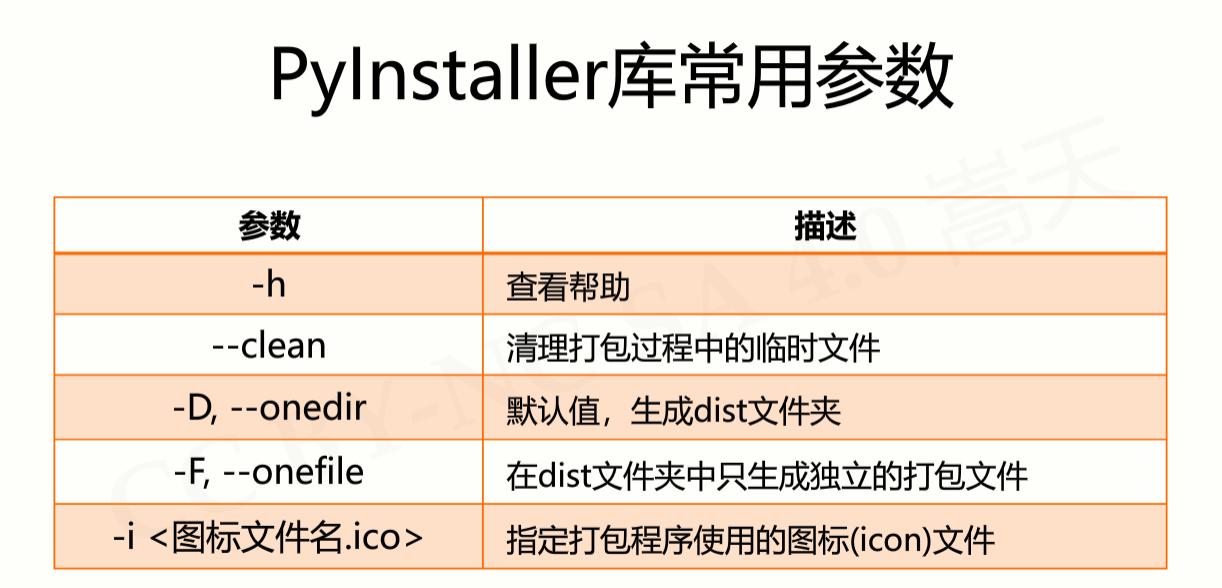 PyInstaller库常用参数
参数 描述
-h 查看帮助
--clean 清理打包过程中的临时文件
-D, --onedir 默认值，生成dist文件夹
-F, --onefile 在dist文件夹中只生成独立的打包文件
-i <图标文件名.ico> 指定打包程序使用的图标(icon)文件
CC BY-NC-SA 4.0 嵩天